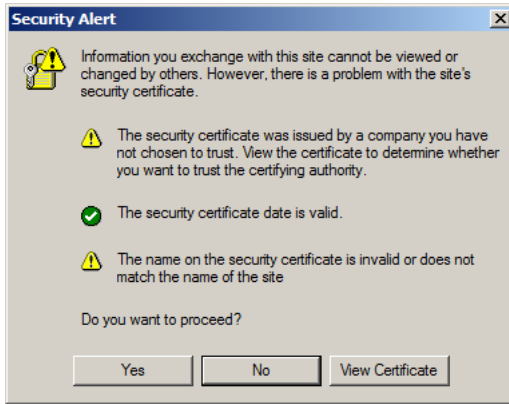 Security Alert
Information you exchange with this site cannot be viewed or
changed by others. However, there is a problem with the site's
security certificate.
The security certificate was issued by a company you have
not chosen to trust. View the certificate to determine whether
you want to trust the certifying authority.
The security certificate date is valid.
The name on the security certificate is invalid or does not
match the name of the site
Do you want to proceed?
Yes No View Certificate